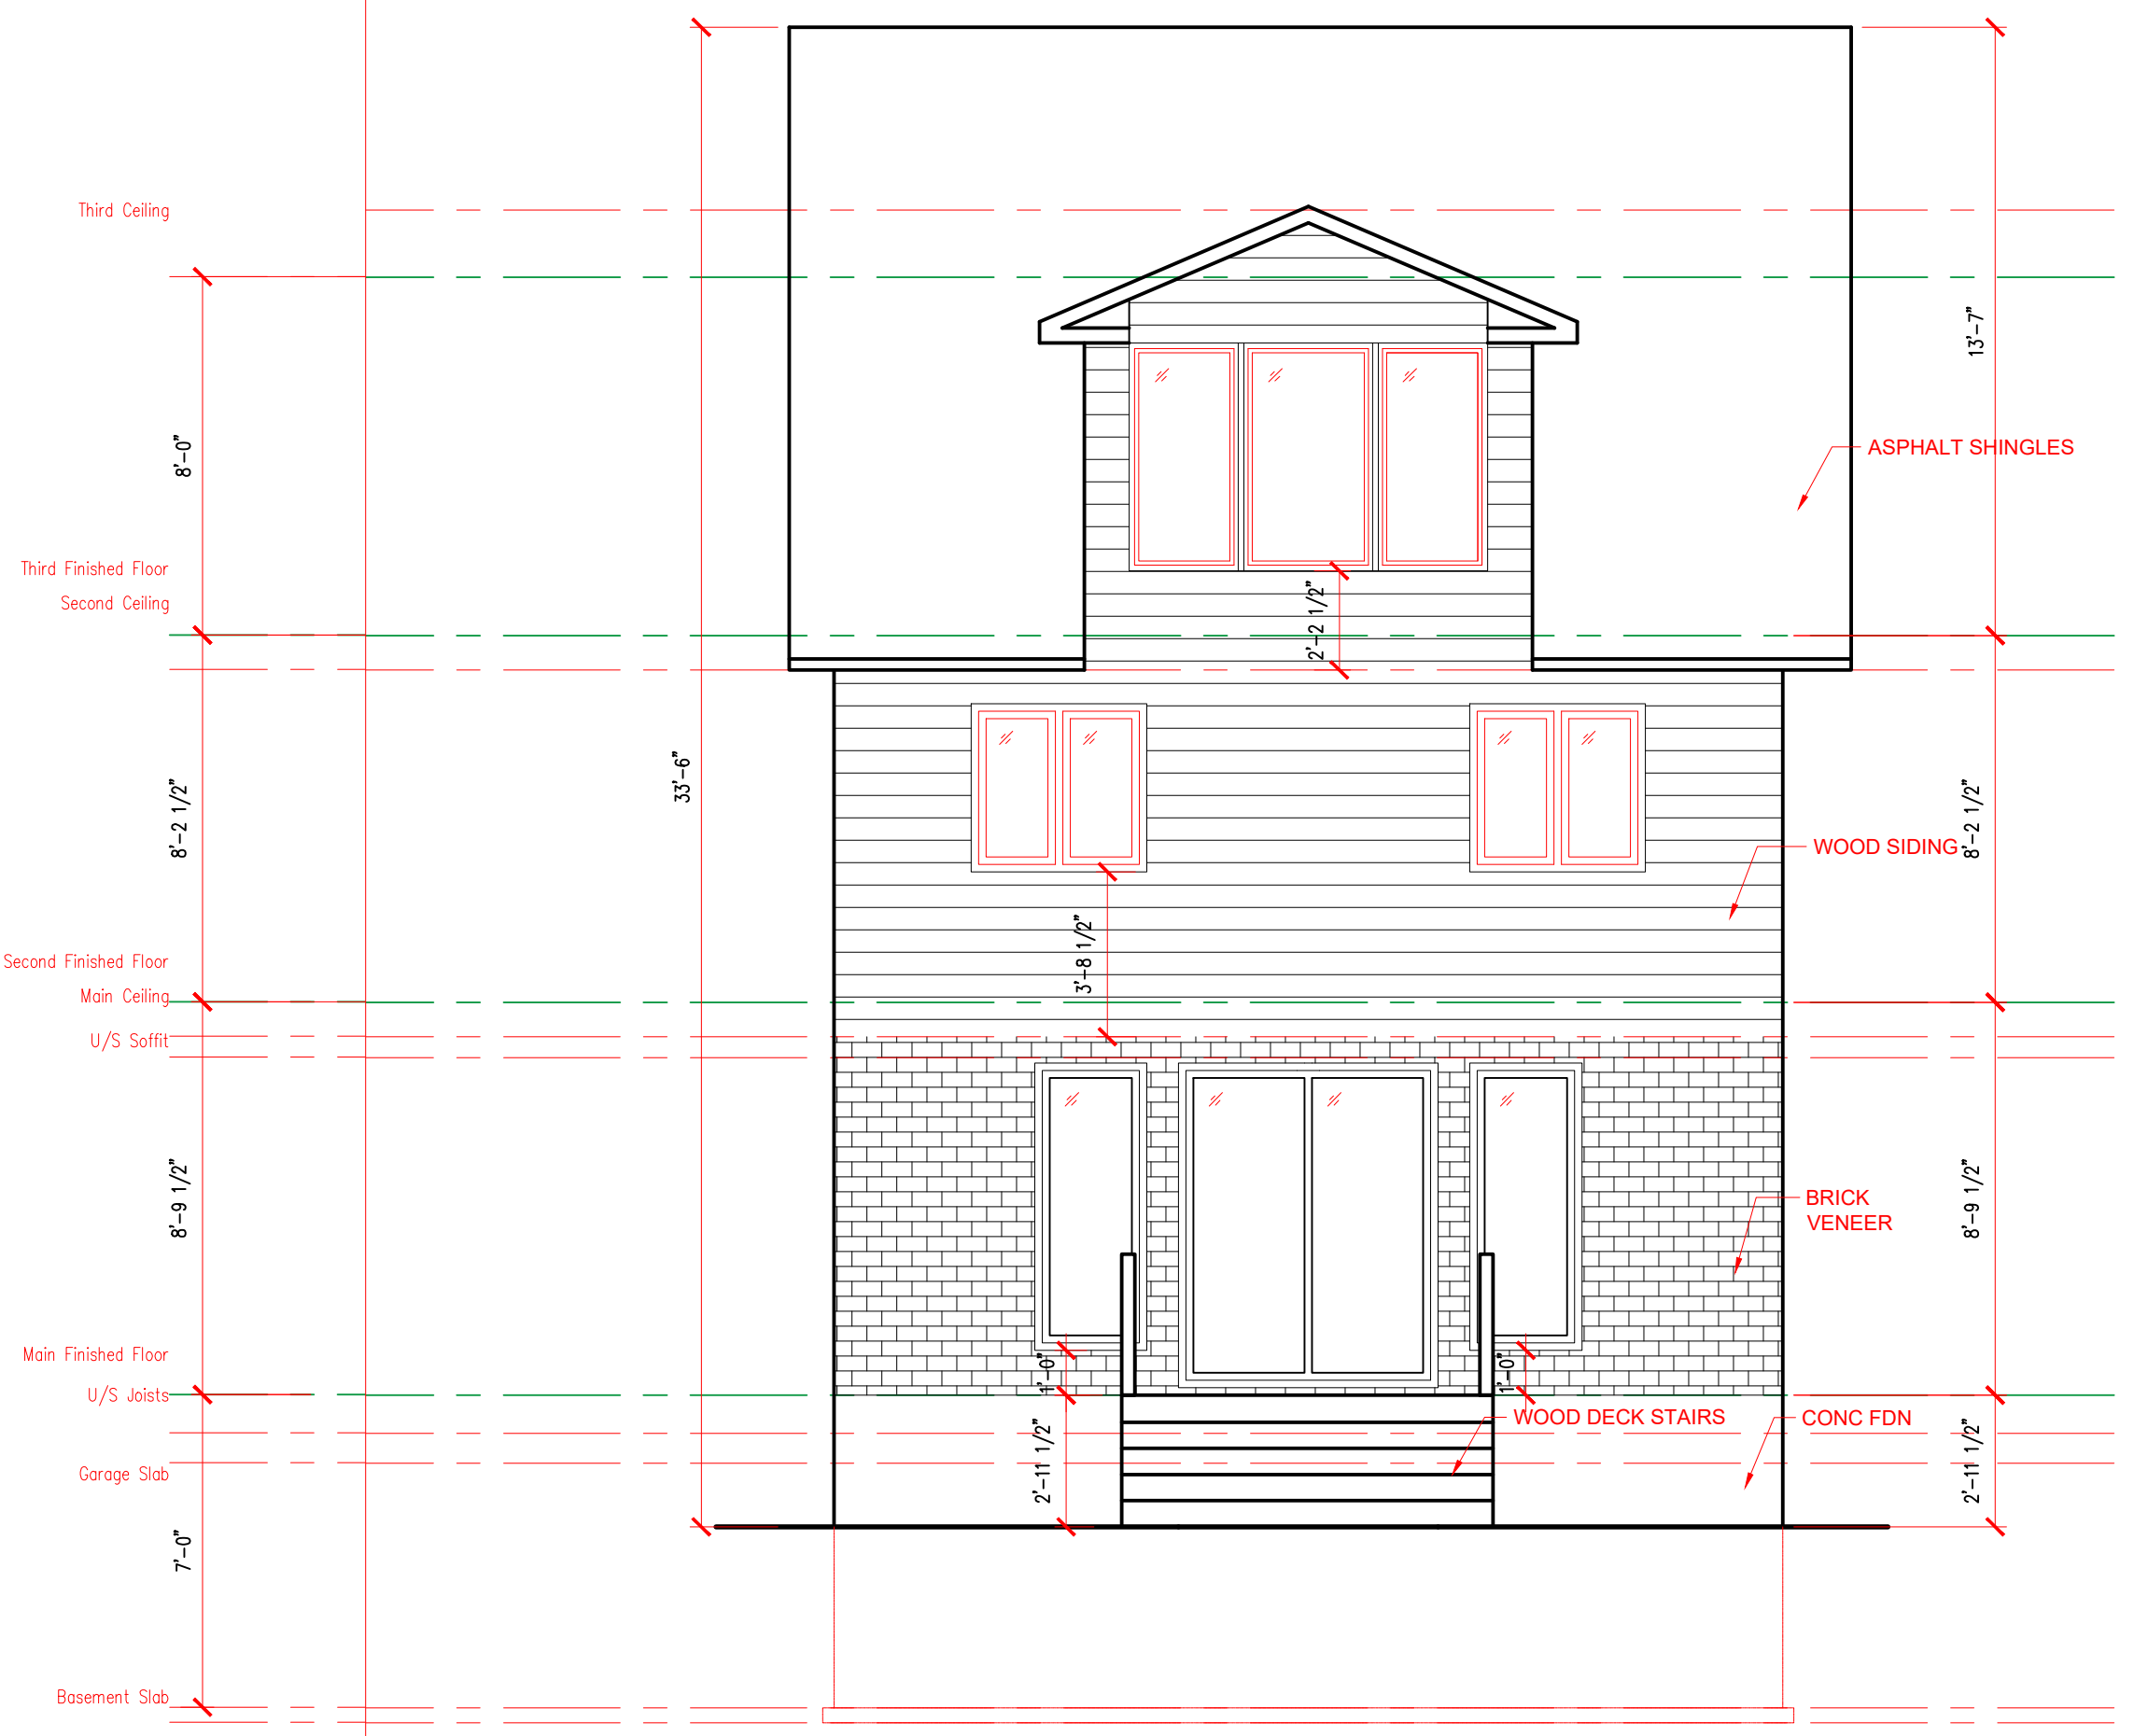 Third Ceiling
13'-7"
8'-0"
ASPHALT SHINGLES
Third Finished Floor
Second Ceiling
2'-2 1/2"
33'-6"
8'-2 1/2"
8'-2 1/2"
WOOD SIDING
3'-8 1/2"
Second Finished Floor
Main Ceiling
U/S Soffit
8'-9 1/2"
8'-9 1/2"
BRICK
VENEER
Main Finished Floor
1'-0"
1'-0"
U/S Joists
WOOD DECK STAIRS
CONC FDN
2'-11 1/2"
2'-11 1/2"
Garage Slab
7'-0"
Basement Slab